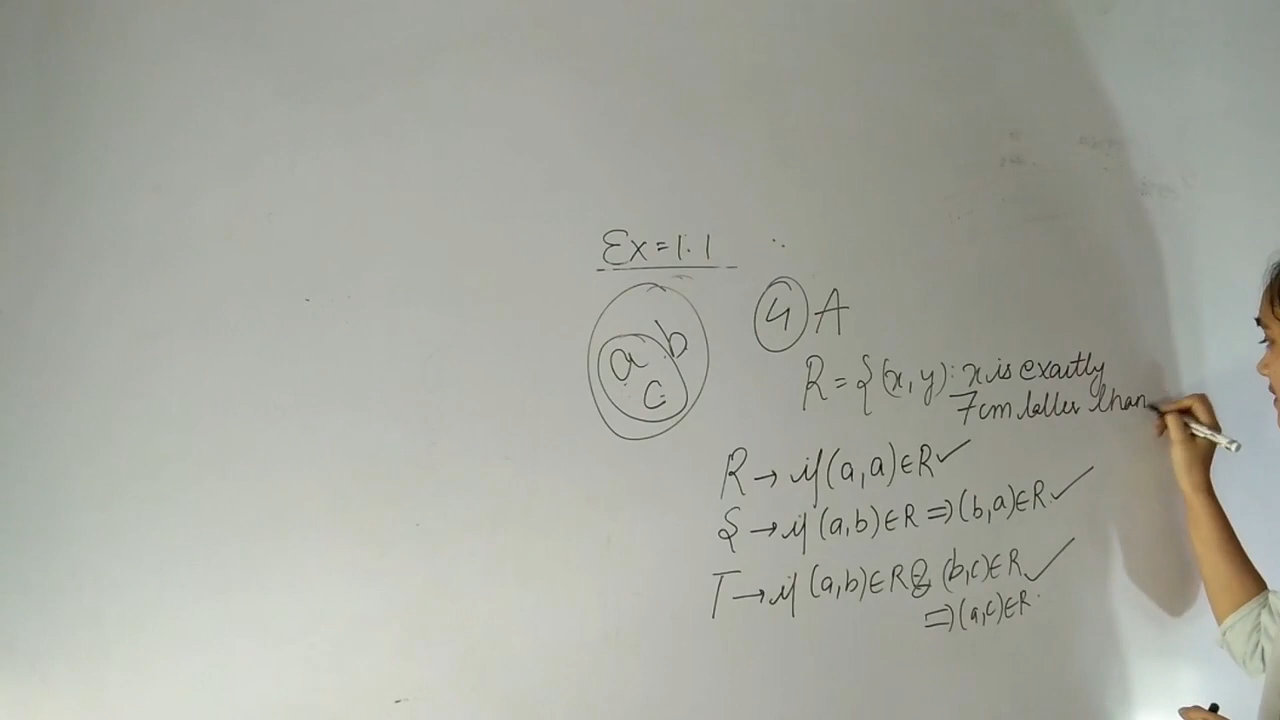 Ex = 1.1
a b
c
4 A
R = {(x, y) : x is exactly
7cm taller than
R → if (a, a) ∈ R ✓
S → if (a, b) ∈ R ⇒ (b, a) ∈ R ✓
T → if (a, b) ∈ R & (b, c) ∈ R ✓
⇒ (a, c) ∈ R.